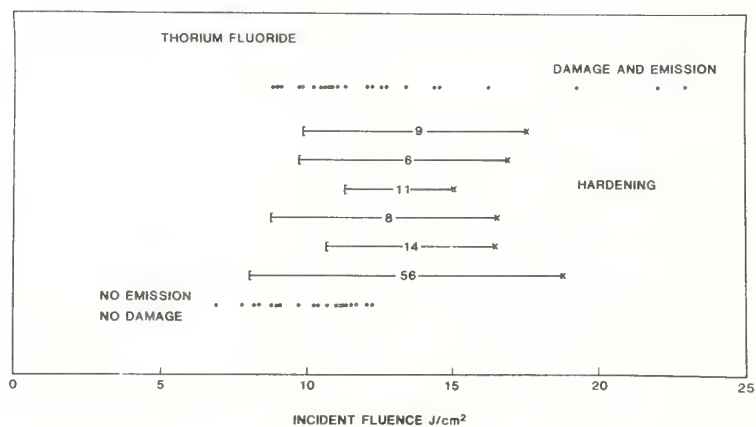 THORIUM FLUORIDE
DAMAGE AND EMISSION
9
6
11
HARDENING
8
14
56
NO EMISSION
NO DAMAGE
0 5 10 15 20 25
INCIDENT FLUENCE J/cm²